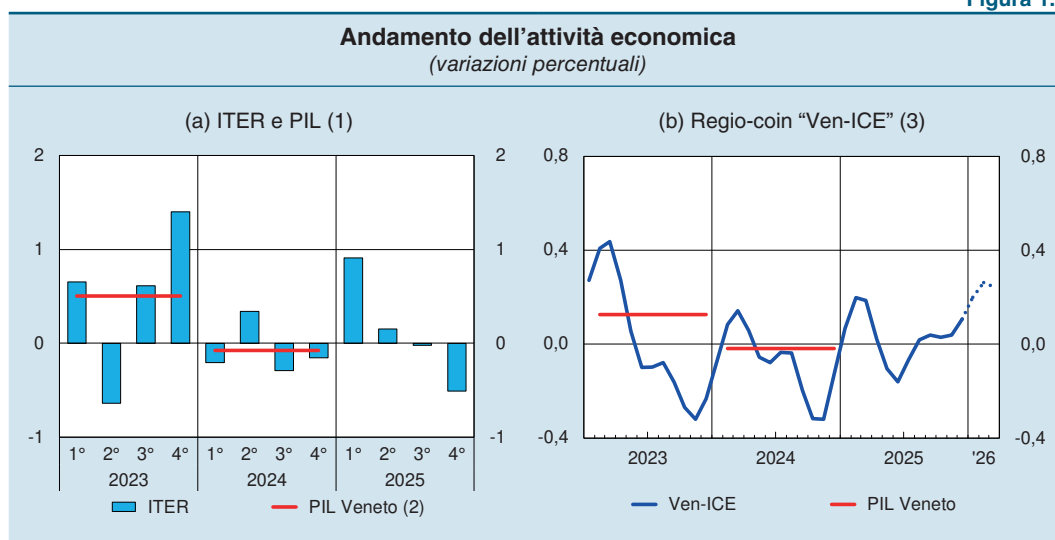 Figura 1.
Andamento dell'attività economica
(variazioni percentuali)
(a) ITER e PIL (1)
2 2
1 1
0 0
-1 -1
1° 2° 3° 4° 1° 2° 3° 4° 1° 2° 3° 4°
2023 2024 2025
ITER PIL Veneto (2)
(b) Regio-coin “Ven-ICE” (3)
0,8 0,8
0,4 0,4
0,0 0,0
-0,4 -0,4
2023 2024 2025 '26
Ven-ICE PIL Veneto